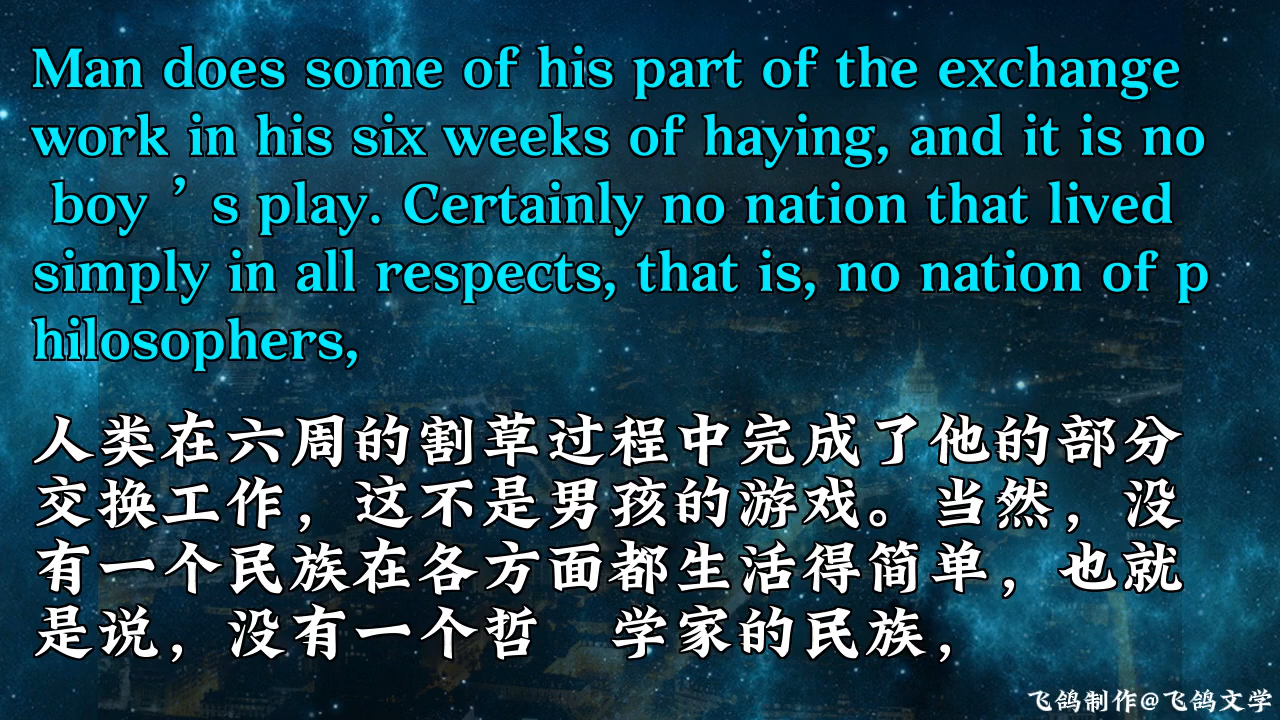 Man does some of his part of the exchange
work in his six weeks of haying, and it is no
boy ’ s play. Certainly no nation that lived
simply in all respects, that is, no nation of p
hilosophers,
人类在六周的割草过程中完成了他的部分
交换工作，这不是男孩的游戏。当然，没
有一个民族在各方面都生活得简单，也就
是说，没有一个哲　学家的民族，
飞鸽制作@飞鸽文学